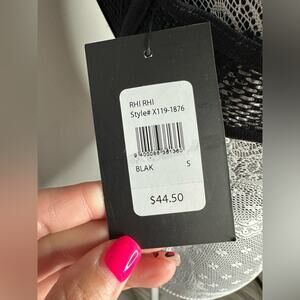 RHI RHI
Style# X119-1876
BLAK S
$44.50